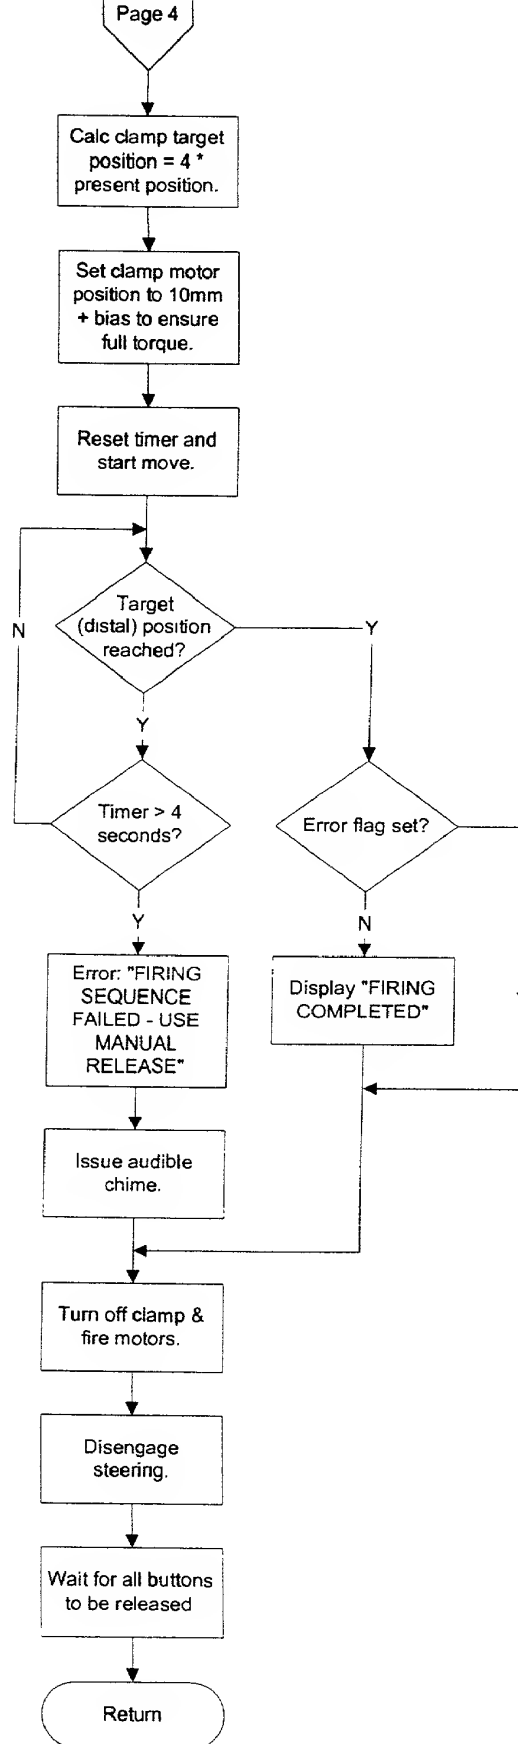 Page 4
Calc clamp target
position = 4 *
present position.
Set clamp motor
position to 10mm
+ bias to ensure
full torque.
Reset timer and
start move.
Target
(distal) position
reached?
N
Y
Y
Timer > 4
seconds?
Error flag set?
Y
N
Error: "FIRING
SEQUENCE
FAILED - USE
MANUAL
RELEASE"
Display "FIRING
COMPLETED"
Issue audible
chime.
Turn off clamp &
fire motors.
Disengage
steering.
Wait for all buttons
to be released
Return